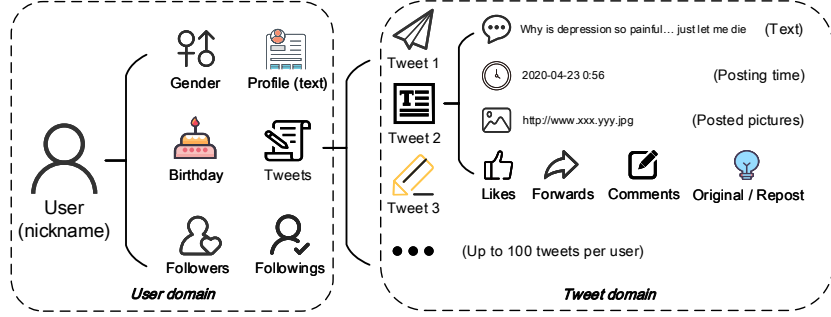 Gender
Profile (text)
Birthday
Tweets
User
(nickname)
Followers
Followings
User domain
Tweet 1
Tweet 2
Tweet 3
Why is depression so painful… just let me die
(Text)
2020-04-23 0:56
(Posting time)
http://www.xxx.yyy.jpg
(Posted pictures)
Likes
Forwards
Comments
Original / Repost
(Up to 100 tweets per user)
Tweet domain